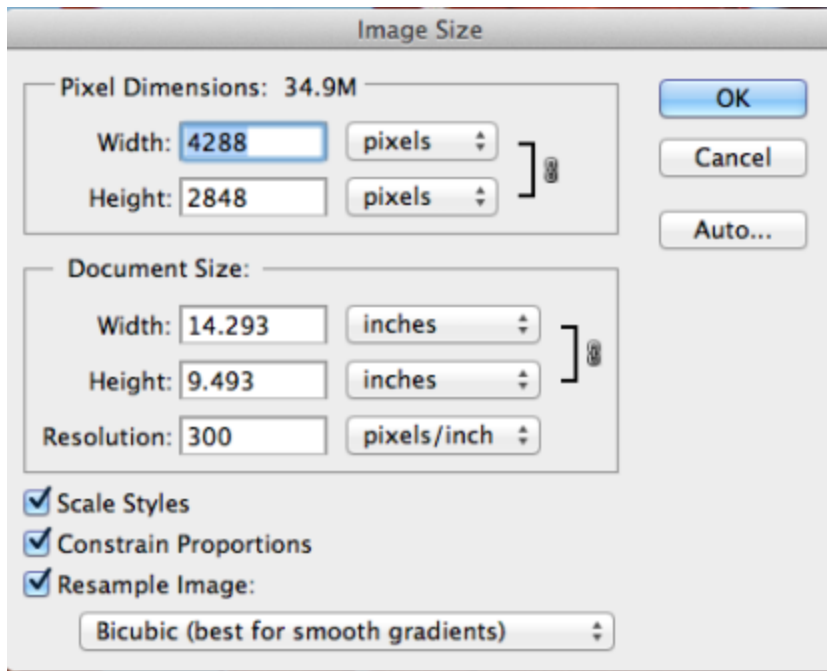 Image Size
Pixel Dimensions: 34.9M
OK
Width: 4288 pixels
Cancel
Height: 2848 pixels
Auto...
Document Size:
Width: 14.293 inches
Height: 9.493 inches
Resolution: 300 pixels/inch
Scale Styles
Constrain Proportions
Resample Image:
Bicubic (best for smooth gradients)